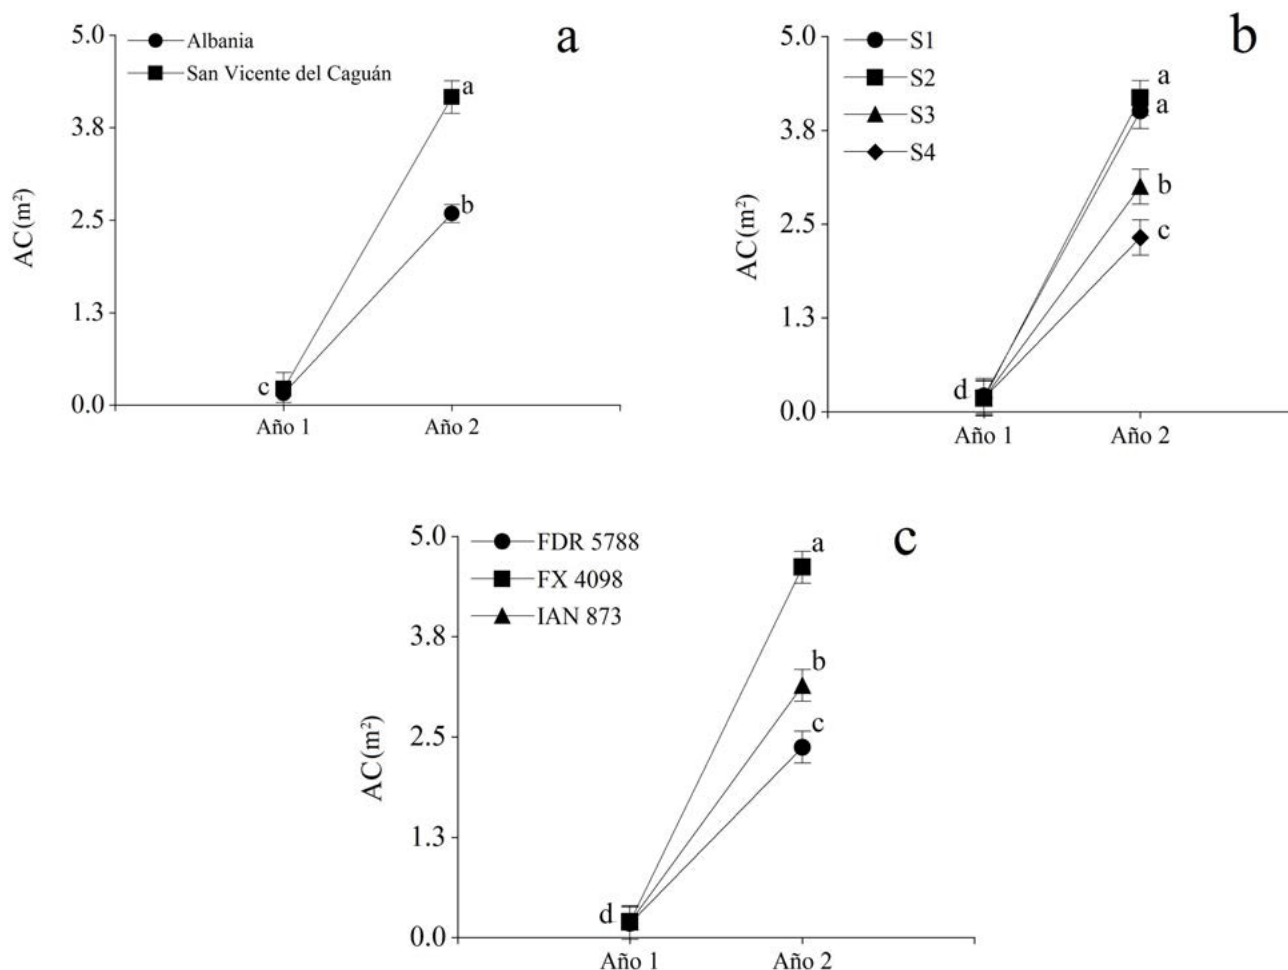 a
5.0
Albania
San Vicente del Caguán
a
3.8
b
2.5
AC(m²)
1.3
c
0.0
Año 1
Año 2
b
5.0
S1
S2
S3
S4
a
a
3.8
b
2.5
c
AC(m²)
1.3
d
0.0
Año 1
Año 2
c
5.0
FDR 5788
FX 4098
IAN 873
a
3.8
b
2.5
c
AC(m²)
1.3
d
0.0
Año 1
Año 2